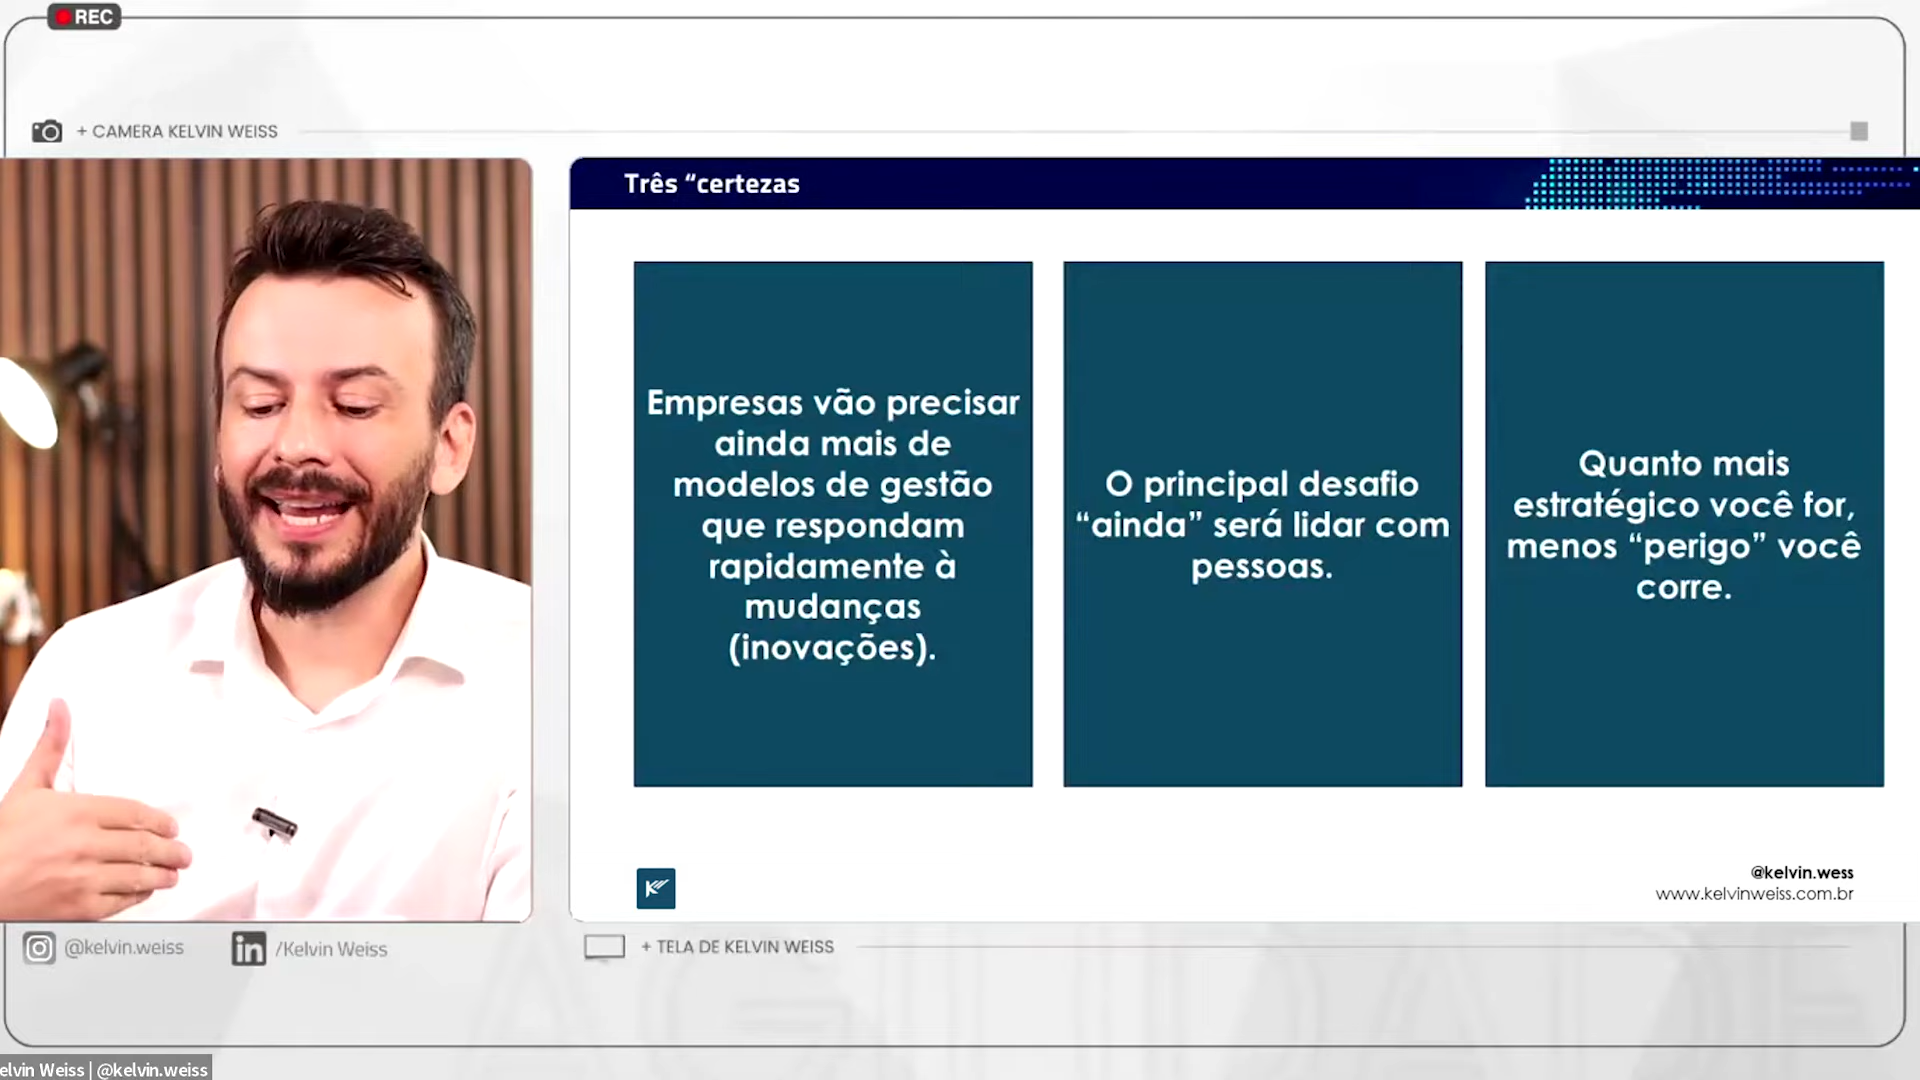 REC
+ CAMERA KELVIN WEISS
Três “certezas
Empresas vão precisar
ainda mais de
modelos de gestão
que respondam
rapidamente à
mudanças
(inovações).
O principal desafio
“ainda” será lidar com
pessoas.
Quanto mais
estratégico você for,
menos “perigo” você
corre.
@kelvin.wess
www.kelvinweiss.com.br
@kelvin.weiss
in /Kelvin Weiss
+ TELA DE KELVIN WEISS
elvin Weiss | @kelvin.weiss